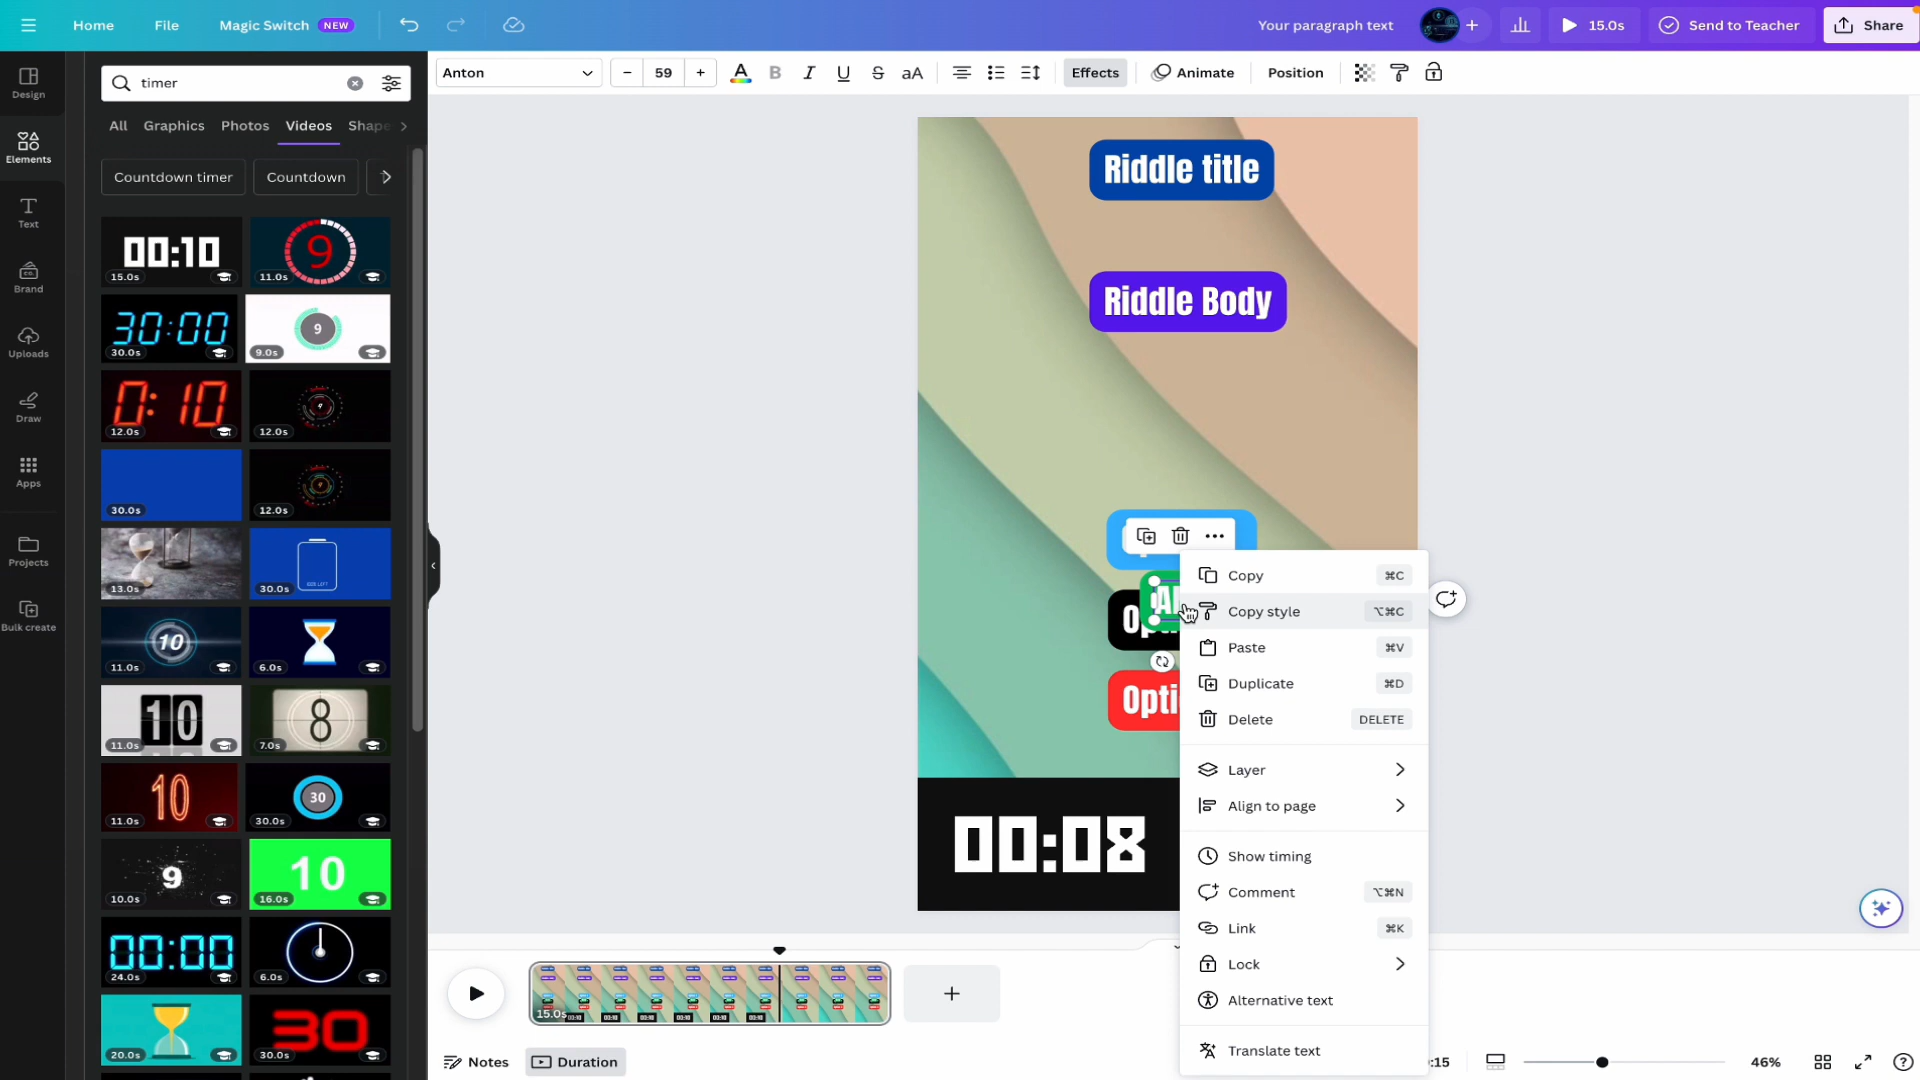 Home File Magic Switch NEW Your paragraph text 15.0s Send to Teacher Share
Anton 59 B I U S aA Effects Animate Position
Design
Elements
Text
Brand
Uploads
Draw
Apps
Projects
Bulk create
timer
All Graphics Photos Videos Shape
Countdown timer Countdown
00:10 15.0s 9 11.0s
30:00 30.0s 9 9.0s
0:10 12.0s 9 12.0s
30.0s 12.0s
13.0s 30.0s
10 11.0s 6.0s
10 11.0s 8 7.0s
10 11.0s 30 30.0s
9 10.0s 10 16.0s
00:00 24.0s 6.0s
20.0s 30 30.0s
Riddle title
Riddle Body
Opti
00:08
Copy ⌘C
Copy style ⌥⌘C
Paste ⌘V
Duplicate ⌘D
Delete DELETE
Layer
Align to page
Show timing
Comment ⌥⌘N
Link ⌘K
Lock
Alternative text
Translate text
15.0s
Notes Duration :15 46%